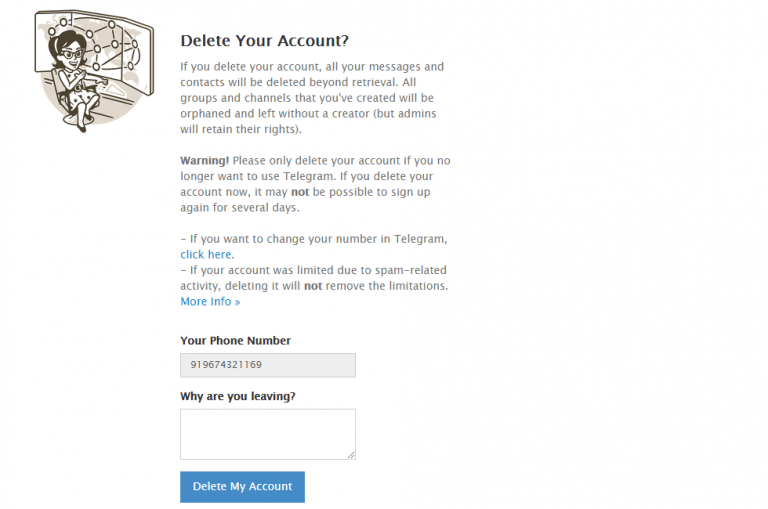 Delete Your Account?
If you delete your account, all your messages and
contacts will be deleted beyond retrieval. All
groups and channels that you've created will be
orphaned and left without a creator (but admins
will retain their rights).
Warning! Please only delete your account if you no
longer want to use Telegram. If you delete your
account now, it may not be possible to sign up
again for several days.
- If you want to change your number in Telegram,
click here.
- If your account was limited due to spam-related
activity, deleting it will not remove the limitations.
More Info »
Your Phone Number
919674321169
Why are you leaving?
Delete My Account